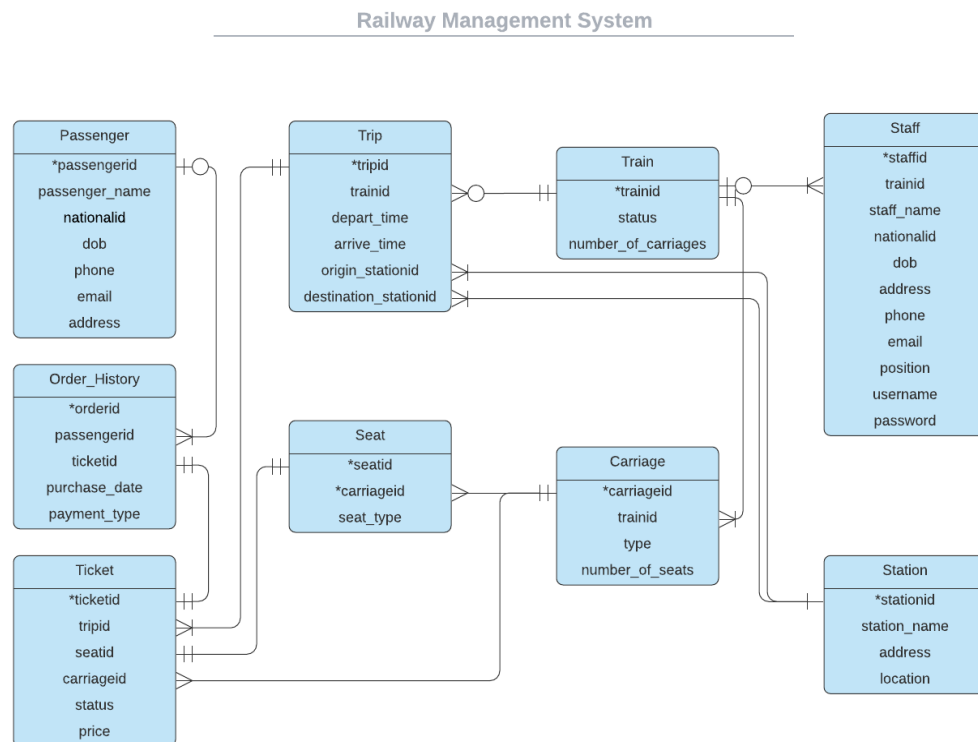 Railway Management System
Passenger
*passengerid
passenger_name
nationalid
dob
phone
email
address
Order_History
*orderid
passengerid
ticketid
purchase_date
payment_type
Ticket
*ticketid
tripid
seatid
carriageid
status
price
Trip
*tripid
trainid
depart_time
arrive_time
origin_stationid
destination_stationid
Seat
*seatid
*carriageid
seat_type
Train
*trainid
status
number_of_carriages
Carriage
*carriageid
trainid
type
number_of_seats
Staff
*staffid
trainid
staff_name
nationalid
dob
address
phone
email
position
username
password
Station
*stationid
station_name
address
location